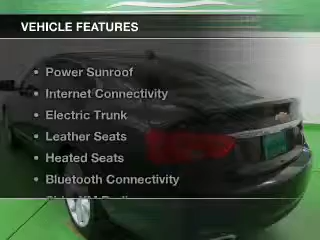 VEHICLE FEATURES
• Power Sunroof
• Internet Connectivity
• Electric Trunk
• Leather Seats
• Heated Seats
• Bluetooth Connectivity